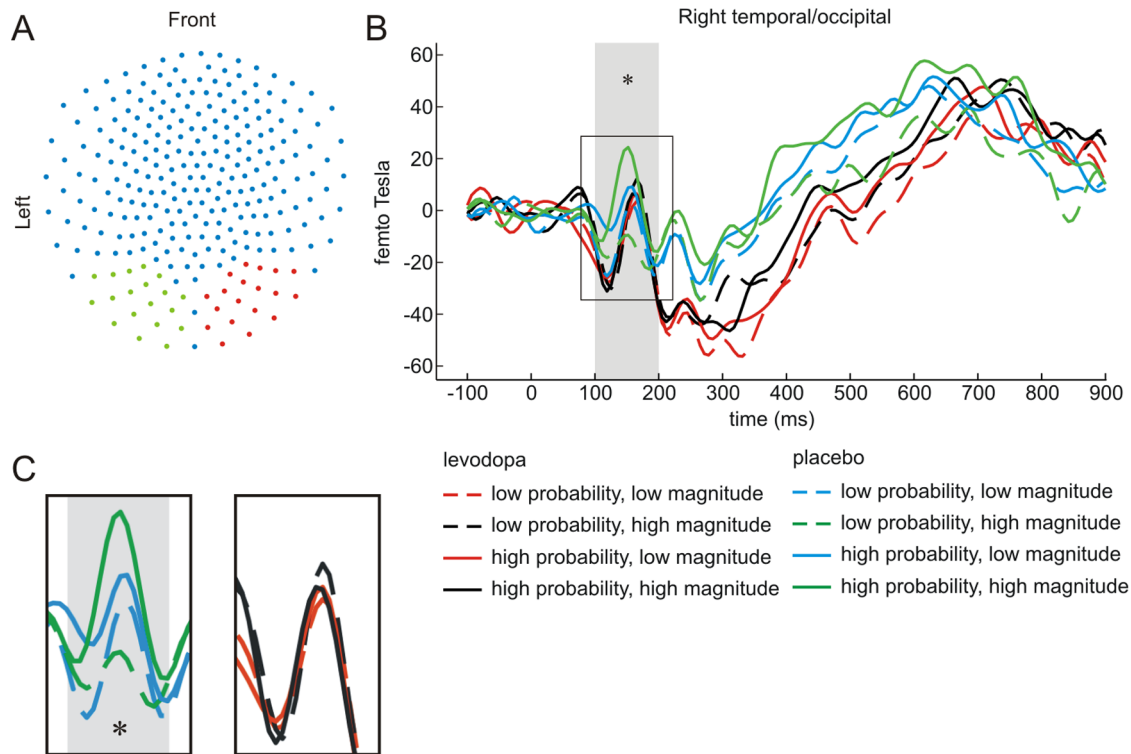 A
Front
Left
B
Right temporal/occipital
femto Tesla
60
40
20
0
-20
-40
-60
*
-100 0 100 200 300 400 500 600 700 800 900
time (ms)
C
*
levodopa
low probability, low magnitude
low probability, high magnitude
high probability, low magnitude
high probability, high magnitude
placebo
low probability, low magnitude
low probability, high magnitude
high probability, low magnitude
high probability, high magnitude